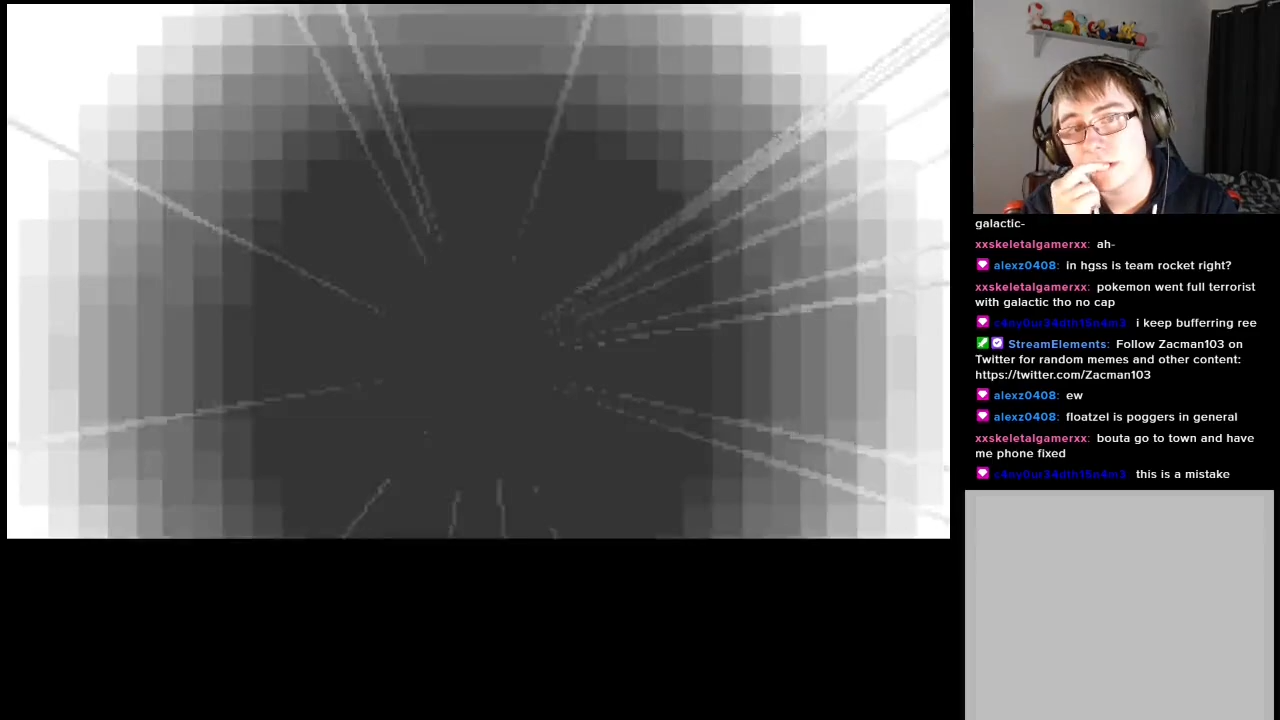 galactic-
xxskeletalgamerxx: ah-
alexz0408: in hgss is team rocket right?
xxskeletalgamerxx: pokemon went full terrorist
with galactic tho no cap
c4ny0ur34dth15n4m3 i keep bufferring ree
StreamElements: Follow Zacman103 on
Twitter for random memes and other content:
https://twitter.com/Zacman103
alexz0408: ew
alexz0408: floatzel is poggers in general
xxskeletalgamerxx: bouta go to town and have
me phone fixed
c4ny0ur34dth15n4m3 this is a mistake